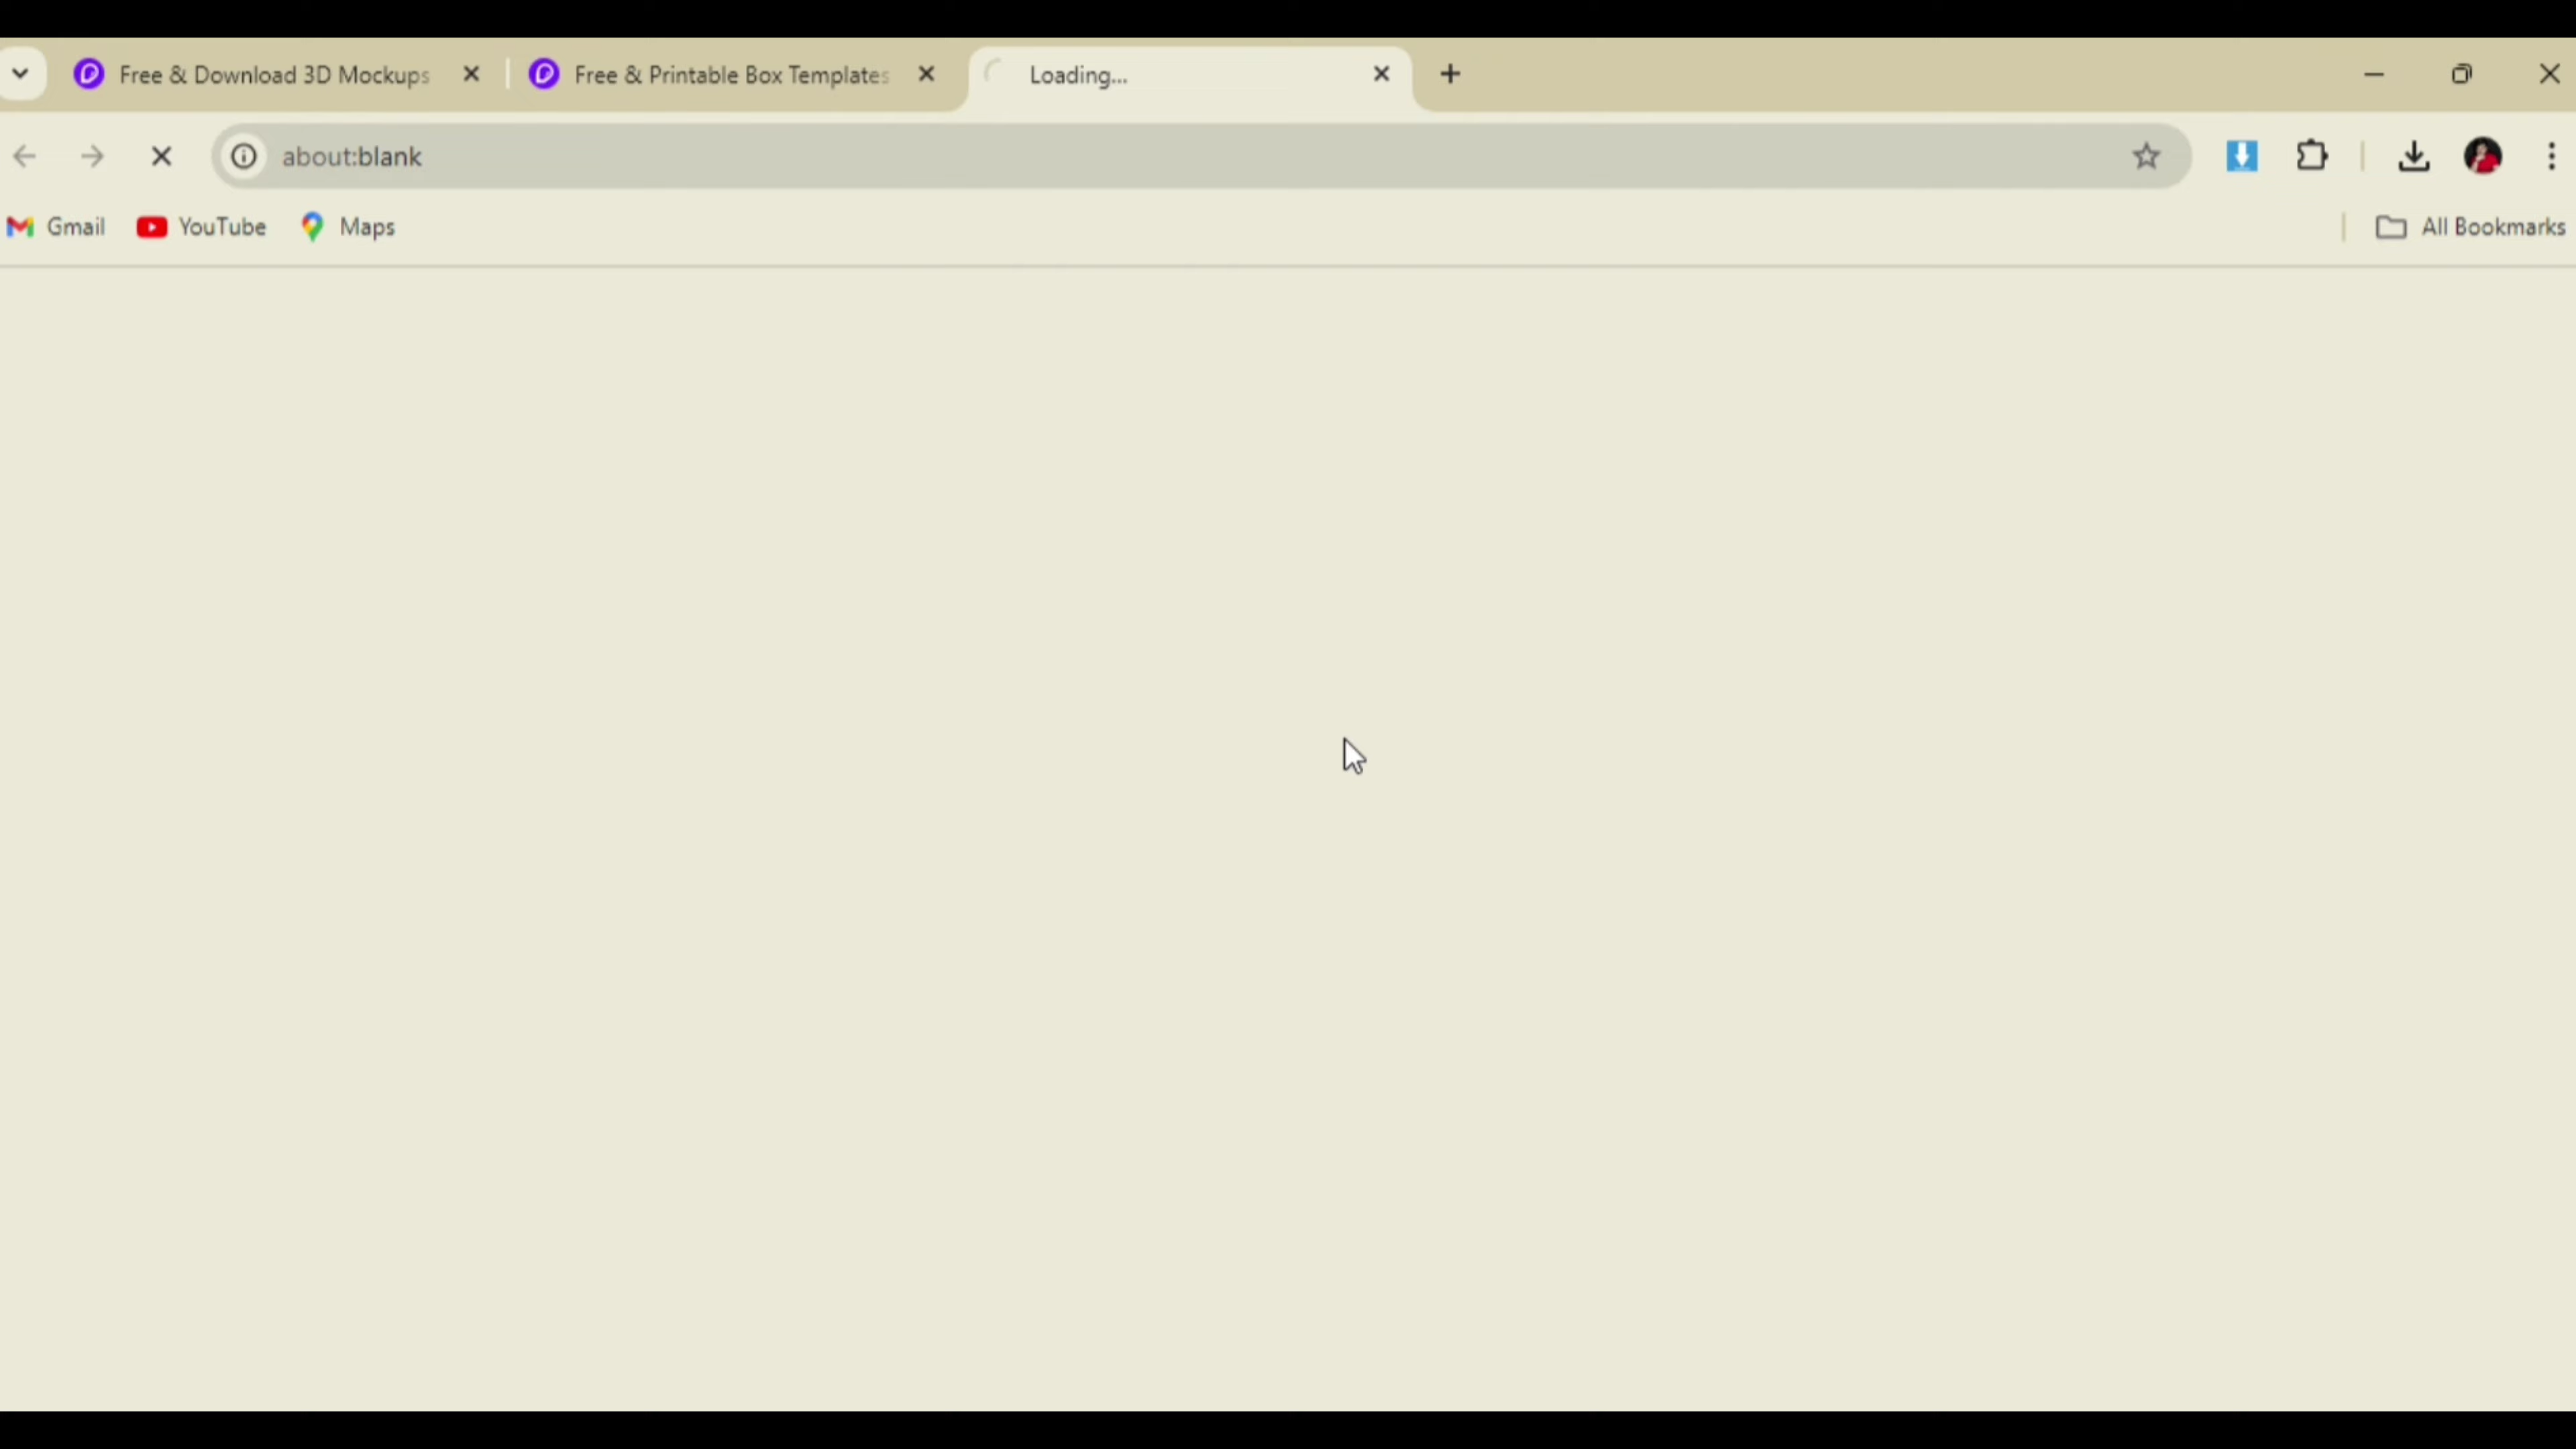 Free & Download 3D Mockups
Free & Printable Box Templates
Loading...
about:blank
Gmail
YouTube
Maps
All Bookmarks